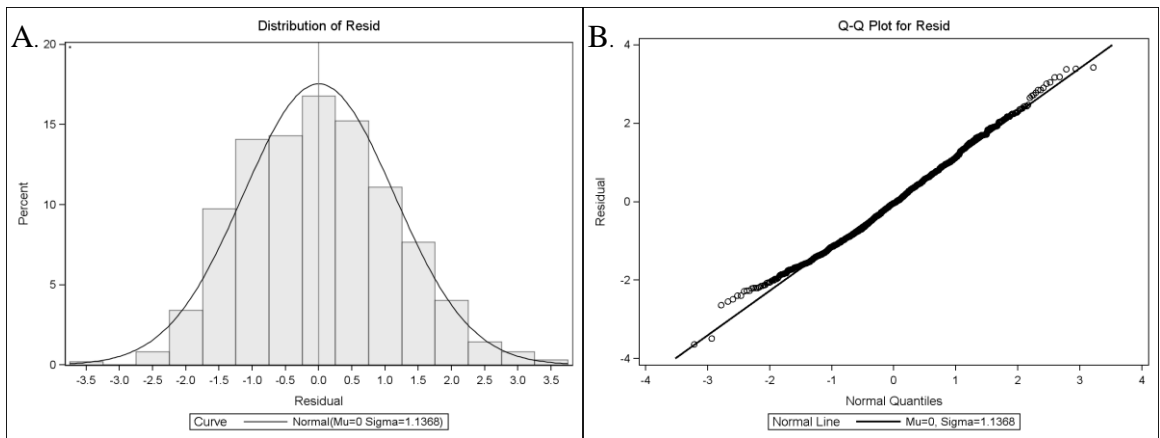 A.
Distribution of Resid
20
15
10
5
0
Percent
-3.5 -3.0 -2.5 -2.0 -1.5 -1.0 -0.5 0.0 0.5 1.0 1.5 2.0 2.5 3.0 3.5
Residual
Curve Normal(Mu=0 Sigma=1.1368)
B.
Q-Q Plot for Resid
4
2
0
-2
-4
Residual
-4 -3 -2 -1 0 1 2 3 4
Normal Quantiles
Normal Line Mu=0, Sigma=1.1368